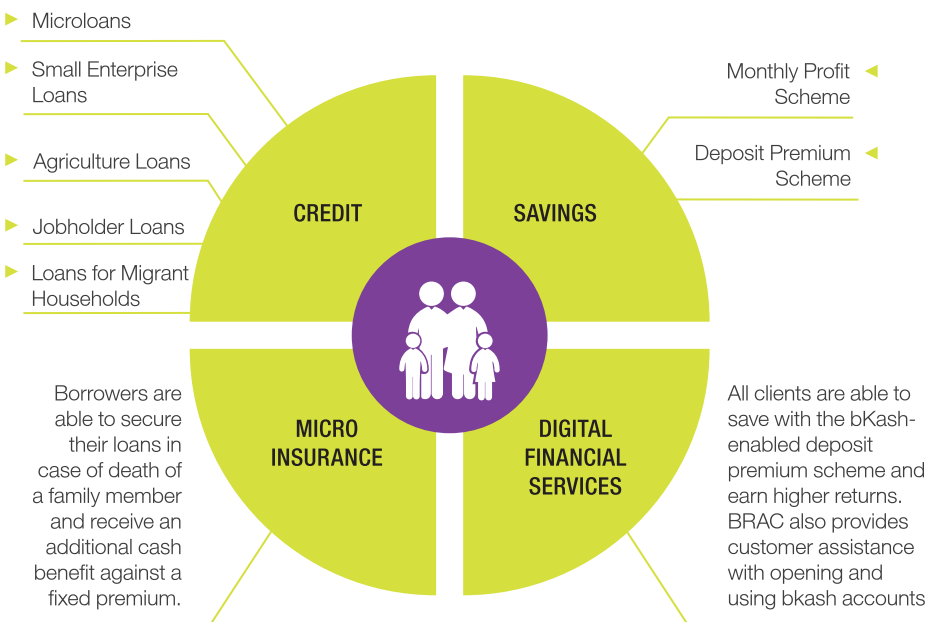 Microloans
Small Enterprise
Loans
Agriculture Loans
Jobholder Loans
Loans for Migrant
Households
CREDIT
Monthly Profit
Scheme
Deposit Premium
Scheme
SAVINGS
Borrowers are
able to secure
their loans in
case of death of
a family member
and receive an
additional cash
benefit against a
fixed premium.
MICRO
INSURANCE
DIGITAL
FINANCIAL
SERVICES
All clients are able to
save with the bKash-
enabled deposit
premium scheme and
earn higher returns.
BRAC also provides
customer assistance
with opening and
using bkash accounts